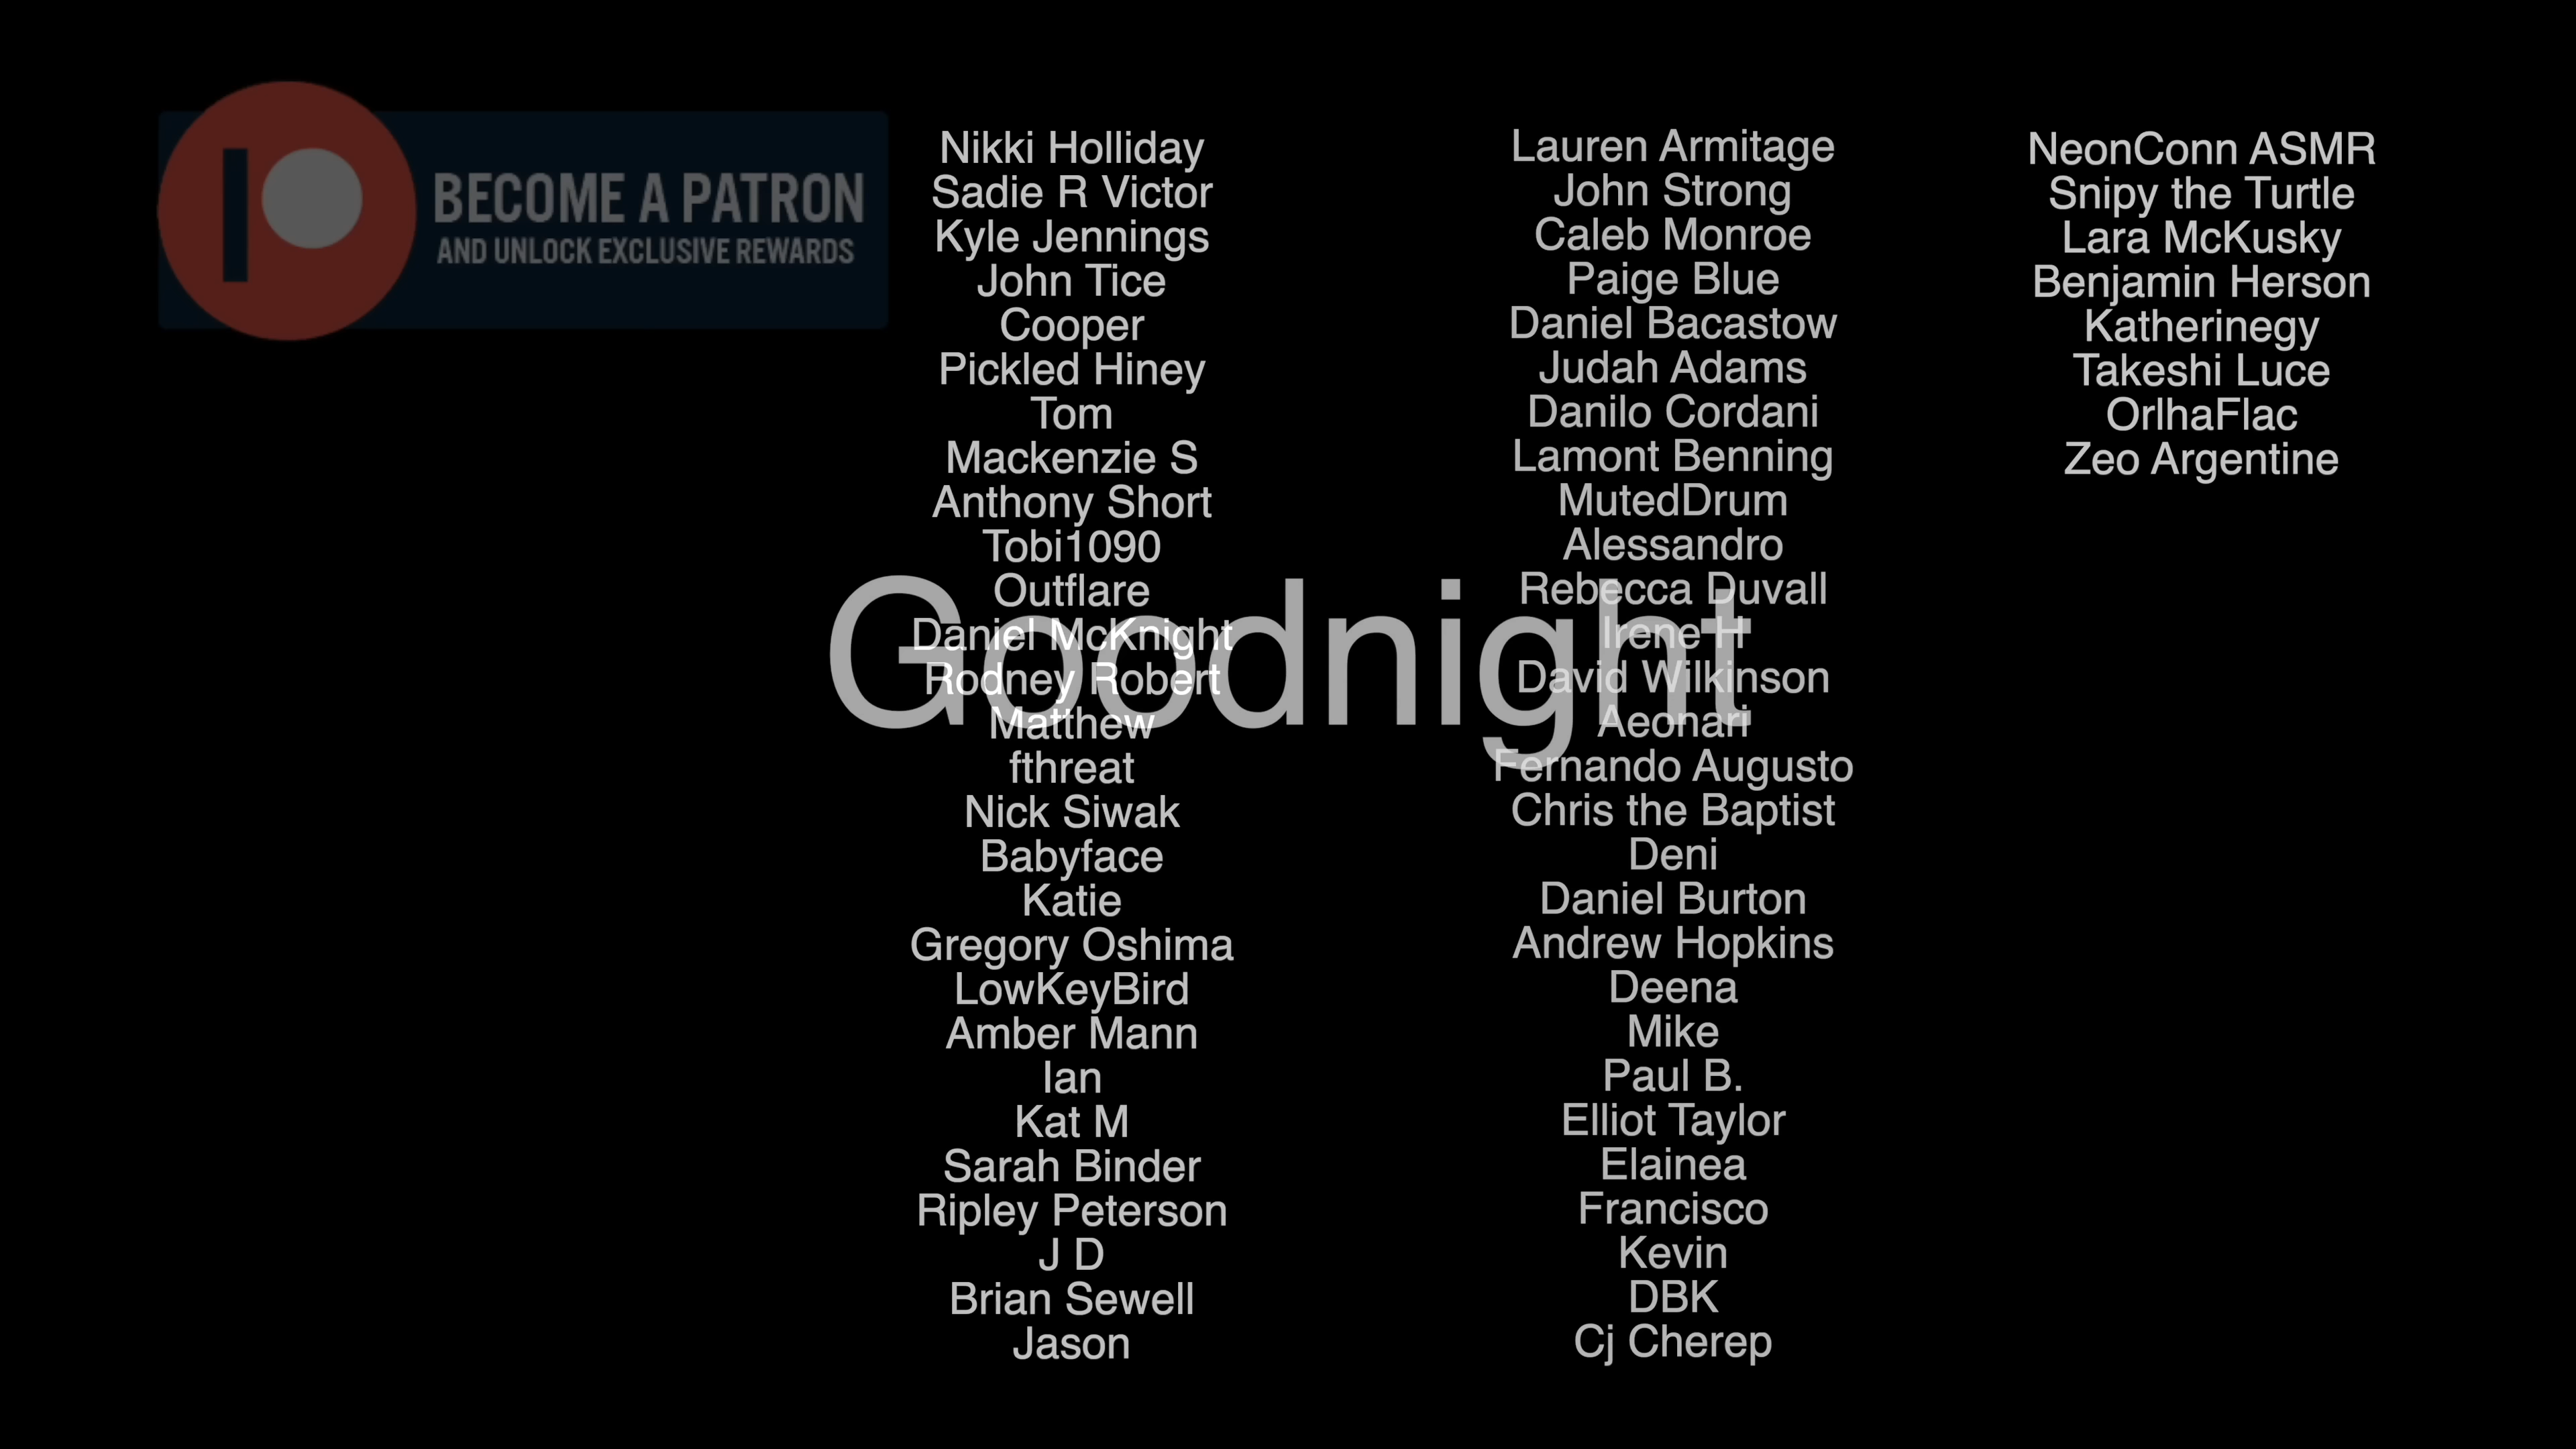 BECOME A PATRON
AND UNLOCK EXCLUSIVE REWARDS
Nikki Holliday
Sadie R Victor
Kyle Jennings
John Tice
Cooper
Pickled Hiney
Tom
Mackenzie S
Anthony Short
Tobi1090
Outflare
Daniel McKnight
Rodney Robert
Matthew
fthreat
Nick Siwak
Babyface
Katie
Gregory Oshima
LowKeyBird
Amber Mann
Ian
Kat M
Sarah Binder
Ripley Peterson
J D
Brian Sewell
Jason
Goodnight
Lauren Armitage
John Strong
Caleb Monroe
Paige Blue
Daniel Bacastow
Judah Adams
Danilo Cordani
Lamont Benning
MutedDrum
Alessandro
Rebecca Duvall
Irene H
David Wilkinson
Aeonari
Fernando Augusto
Chris the Baptist
Deni
Daniel Burton
Andrew Hopkins
Deena
Mike
Paul B.
Elliot Taylor
Elainea
Francisco
Kevin
DBK
Cj Cherep
NeonConn ASMR
Snipy the Turtle
Lara McKusky
Benjamin Herson
Katherinegy
Takeshi Luce
OrlhaFlac
Zeo Argentine